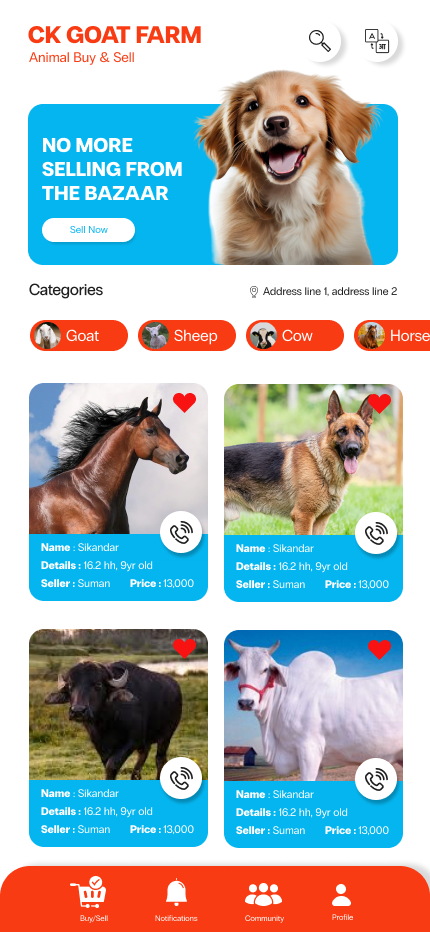 CK GOAT FARM
Animal Buy & Sell
A
अ
NO MORE
SELLING FROM
THE BAZAAR
Sell Now
Categories
Address line 1, address line 2
Goat
Sheep
Cow
Horse
Name : Sikandar
Details : 16.2 hh, 9yr old
Seller : Suman Price : 13,000
Name : Sikandar
Details : 16.2 hh, 9yr old
Seller : Suman Price : 13,000
Name : Sikandar
Details : 16.2 hh, 9yr old
Seller : Suman Price : 13,000
Name : Sikandar
Details : 16.2 hh, 9yr old
Seller : Suman Price : 13,000
Buy/Sell
Notifications
Community
Profile